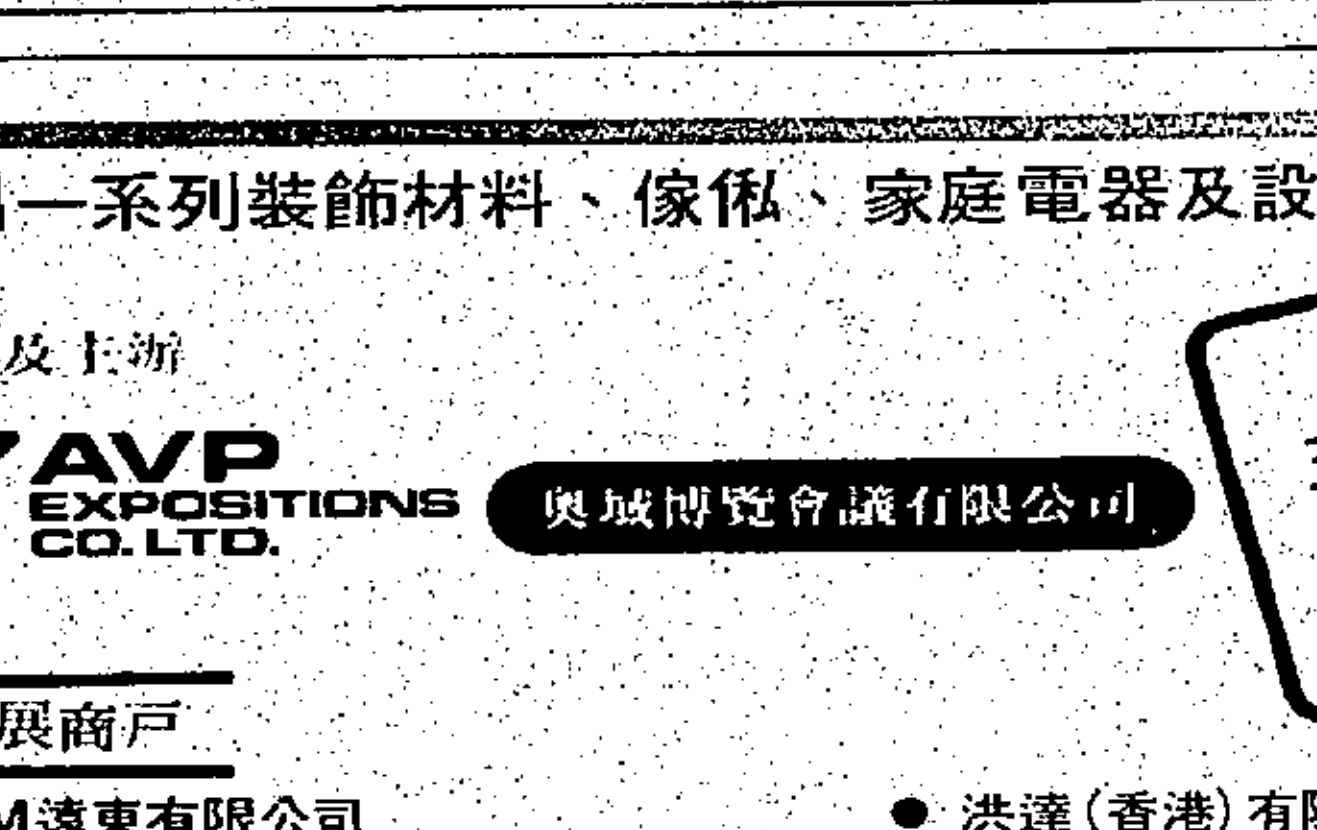 一系列裝飾材料、傢俬、家庭電器及設
及主辦
AVP
EXPOSITIONS
CO. LTD.
奧城博覽會議有限公司
展商戶
M遠東有限公司
● 洪達(香港)有限